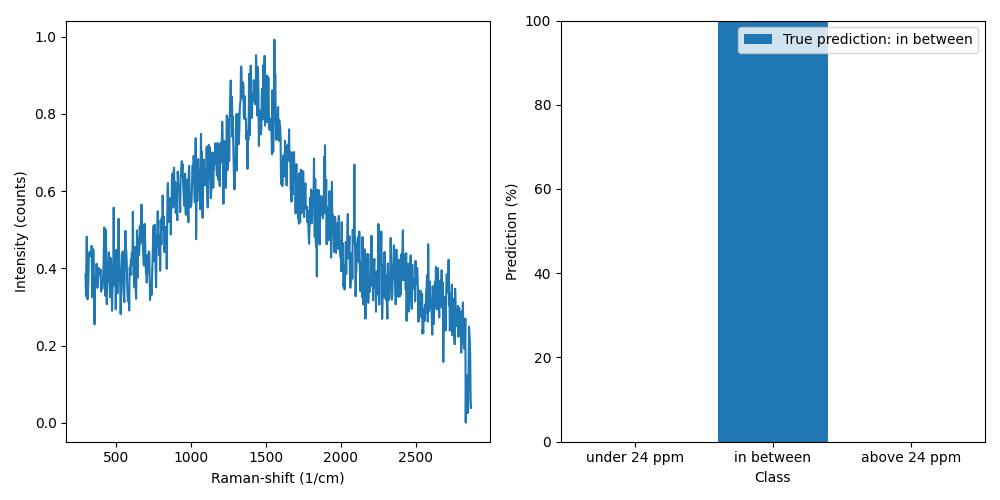 1.0
0.8
0.6
0.4
0.2
0.0
Intensity (counts)
500 1000 1500 2000 2500
Raman-shift (1/cm)
100
80
60
40
20
0
Prediction (%)
True prediction: in between
under 24 ppm in between above 24 ppm
Class